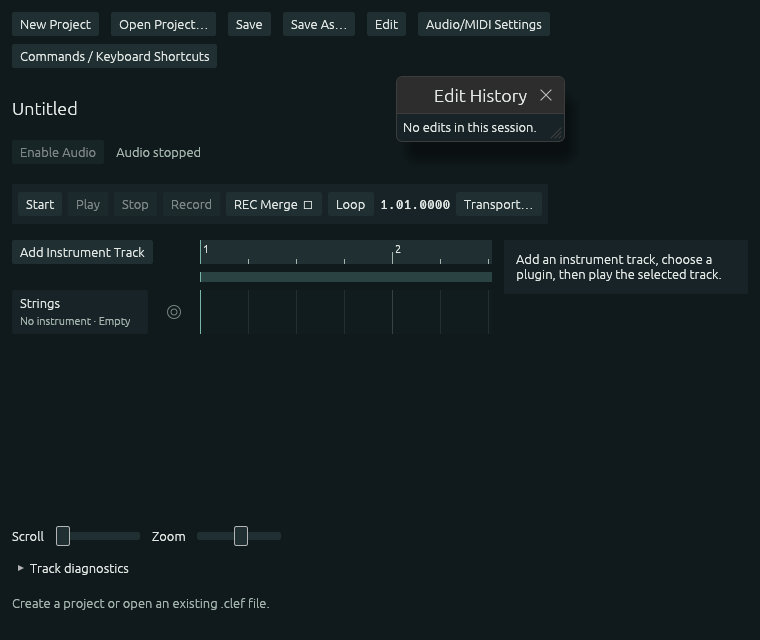 New Project Open Project... Save Save As... Edit Audio/MIDI Settings
Commands / Keyboard Shortcuts
Edit History
No edits in this session.
Untitled
Enable Audio Audio stopped
Start Play Stop Record REC Merge Loop 1.01.0000 Transport...
Add Instrument Track 1 2
Add an instrument track, choose a
plugin, then play the selected track.
Strings
No instrument · Empty
Scroll Zoom
Track diagnostics
Create a project or open an existing .clef file.